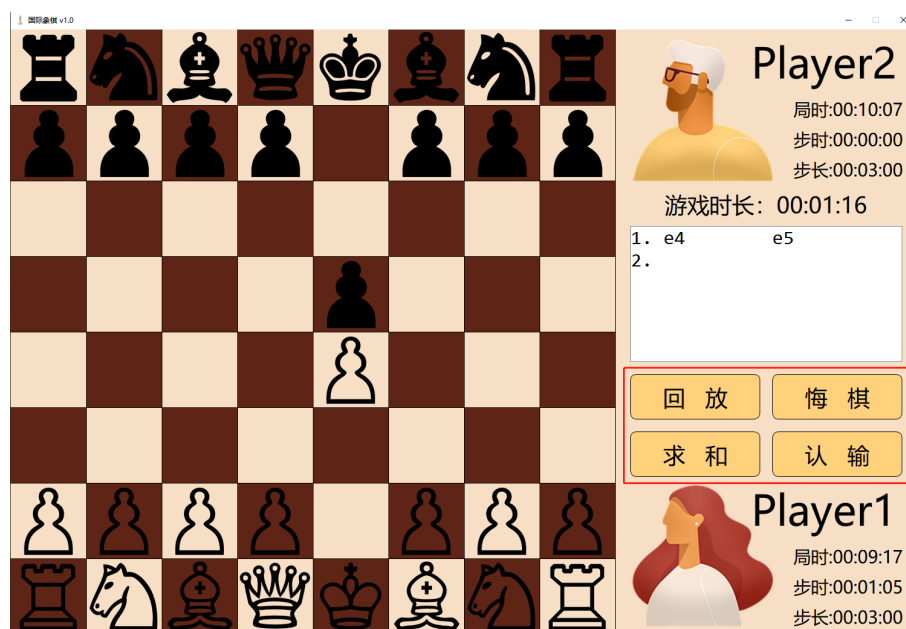 国际象棋 v1.0
Player2
局时:00:10:07
步时:00:00:00
步长:00:03:00
游戏时长: 00:01:16
1. e4 e5
2.
回 放
悔 棋
求 和
认 输
Player1
局时:00:09:17
步时:00:01:05
步长:00:03:00